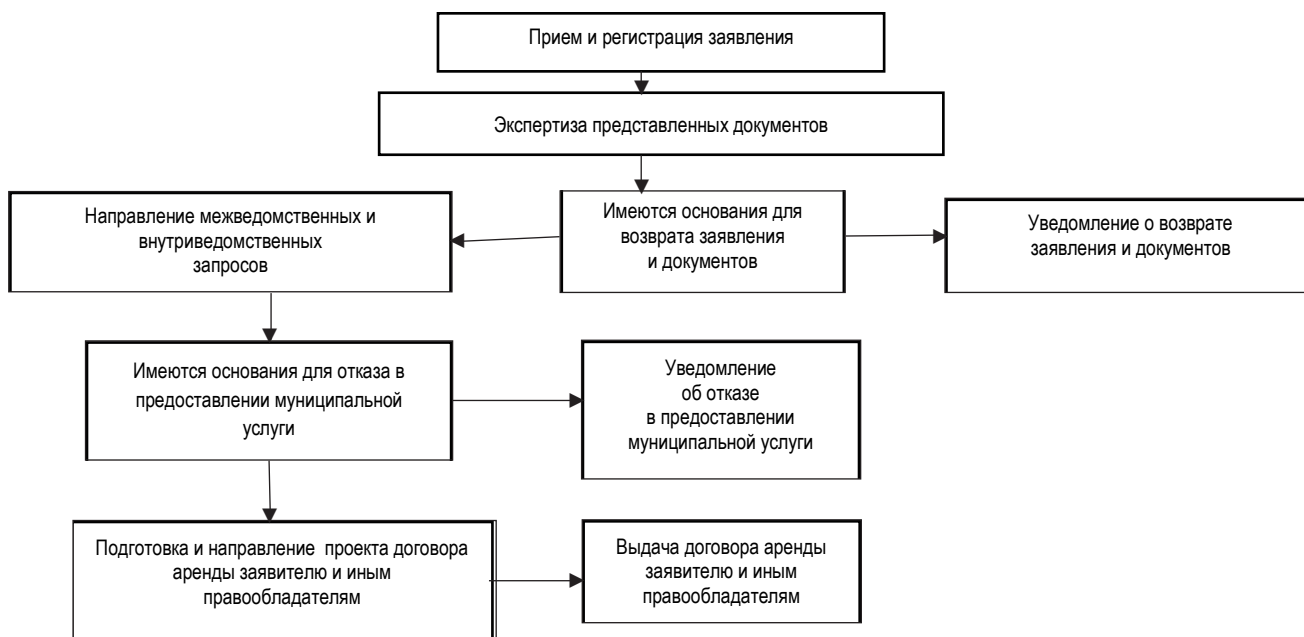 Прием и регистрация заявления
Экспертиза представленных документов
Направление межведомственных и
внутриведомственных
запросов
Имеются основания для
возврата заявления
и документов
Уведомление о возврате
заявления и документов
Имеются основания для отказа в
предоставлении муниципальной
услуги
Уведомление
об отказе
в предоставлении
муниципальной услуги
Подготовка и направление проекта договора
аренды заявителю и иным
правообладателям
Выдача договора аренды
заявителю и иным
правообладателям